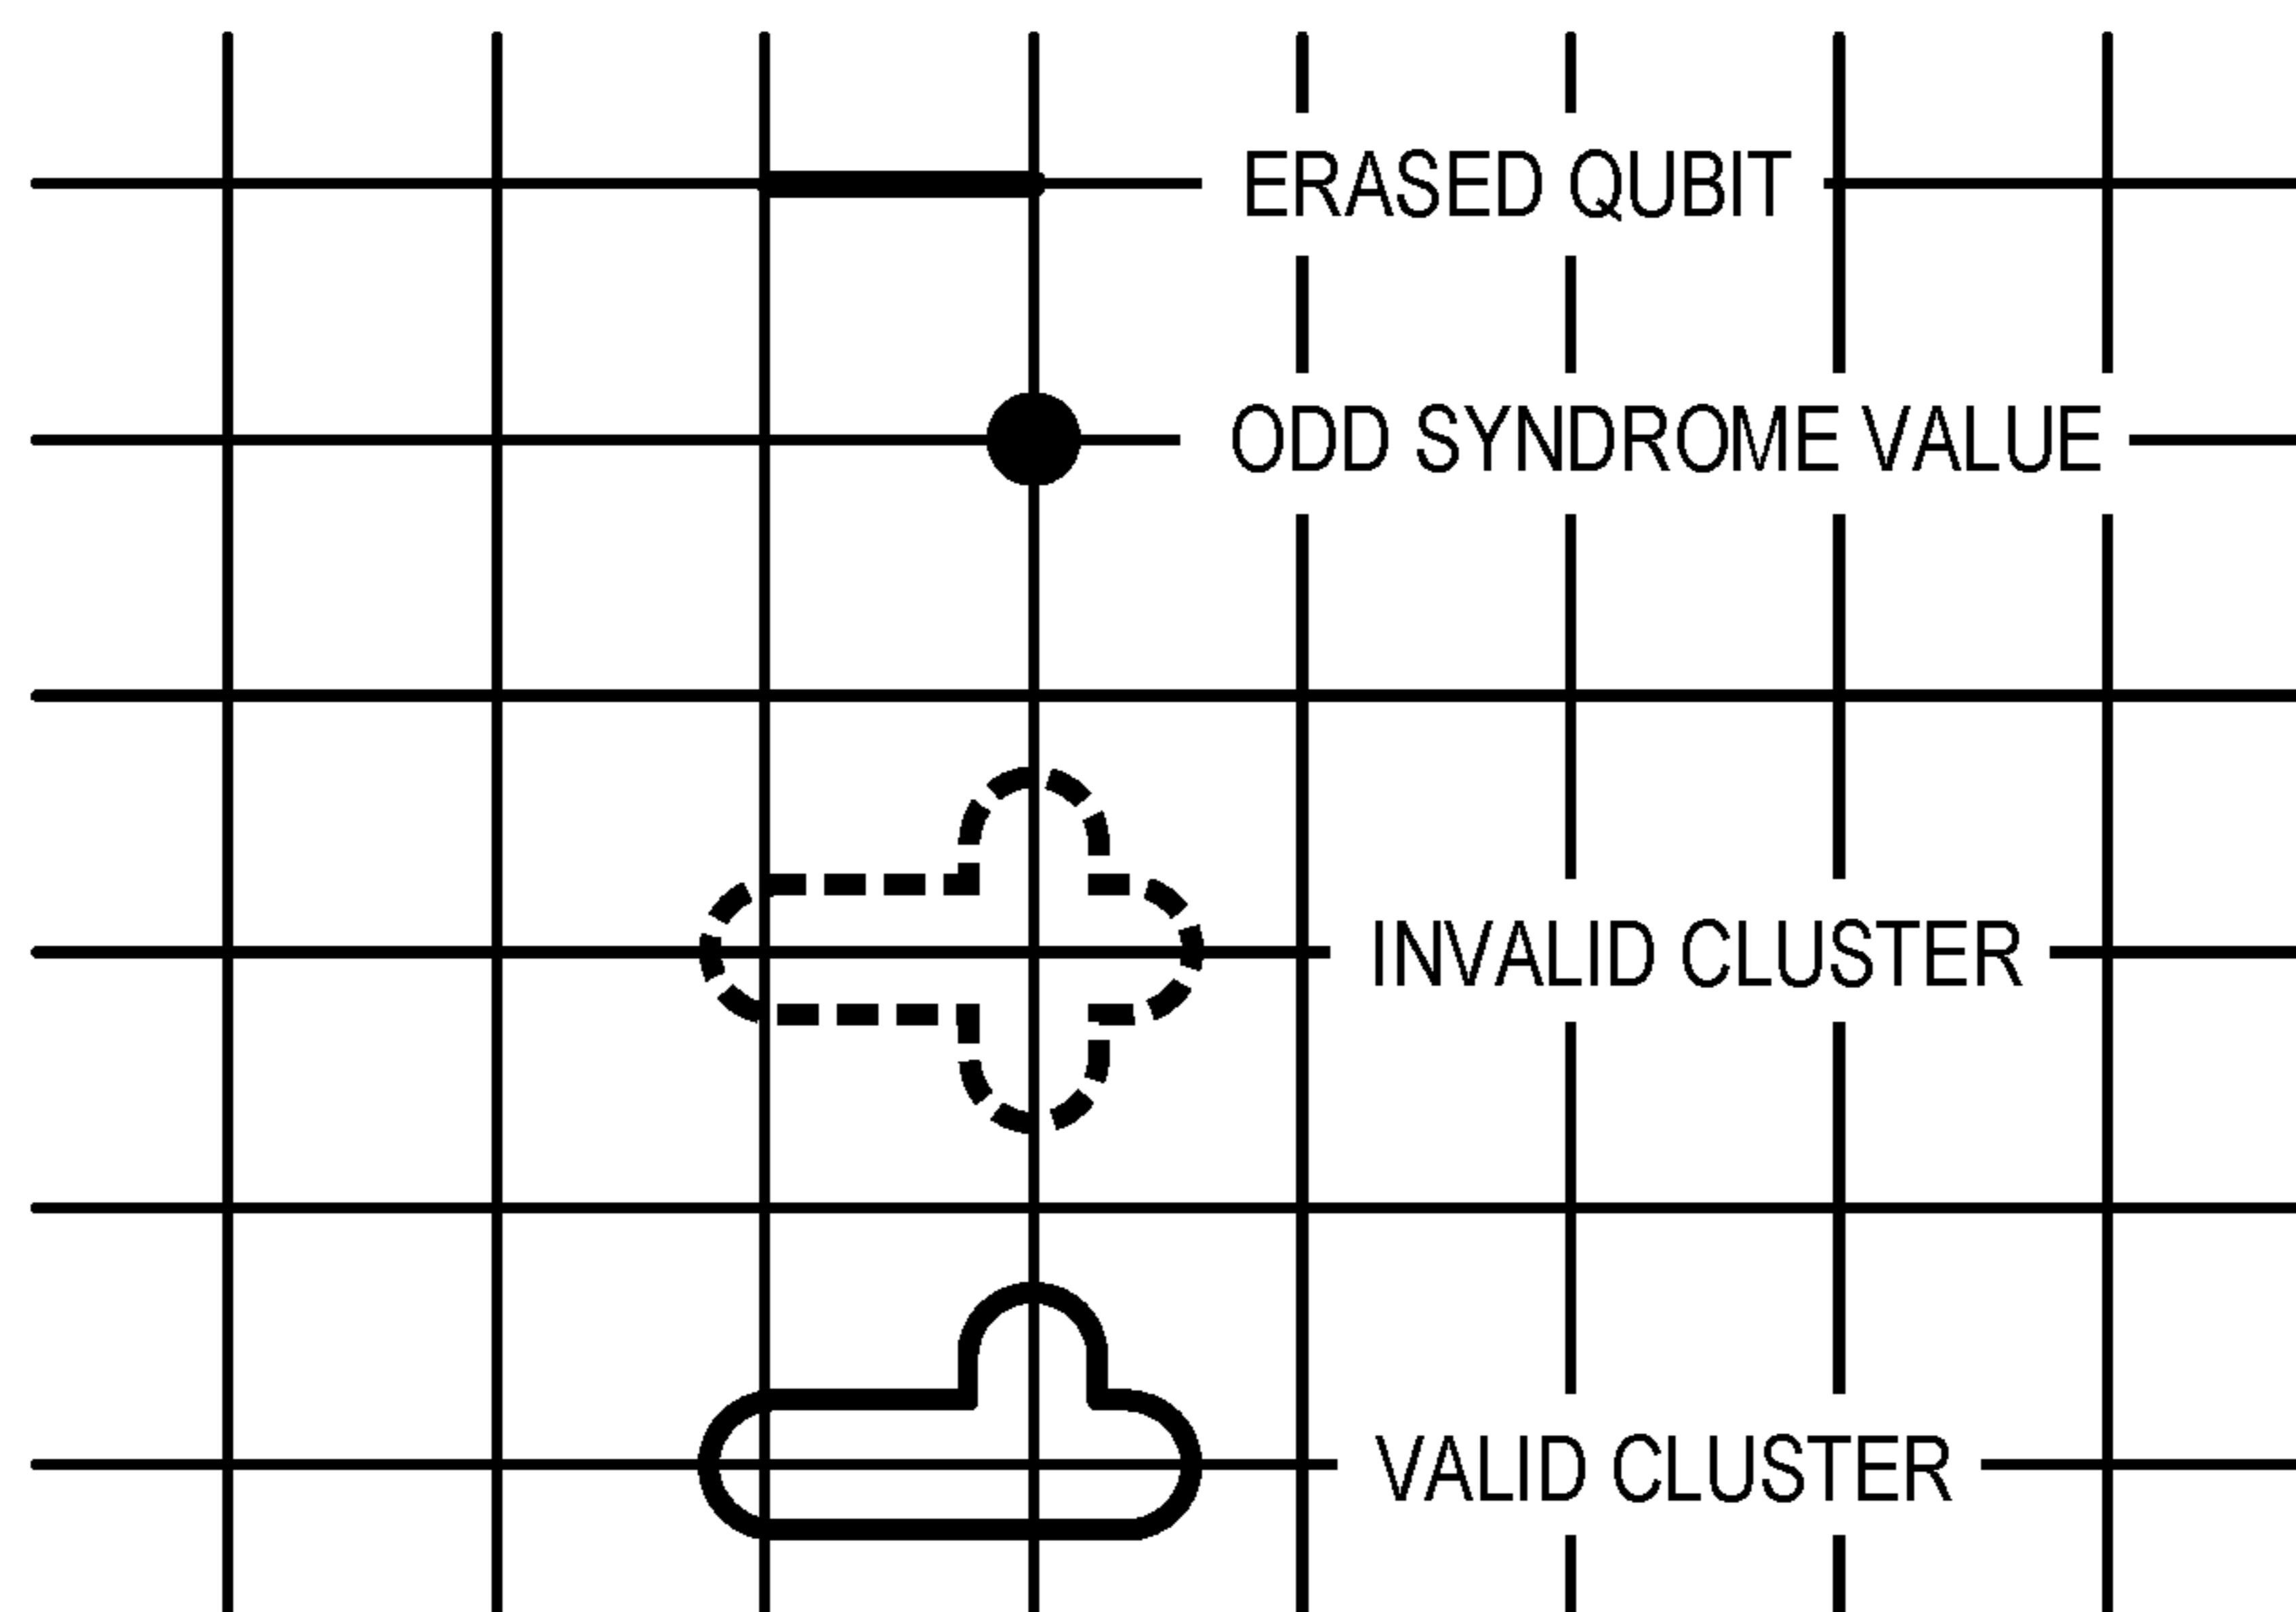 ERASED QUBIT
ODD SYNDROME VALUE
INVALID CLUSTER
VALID CLUSTER